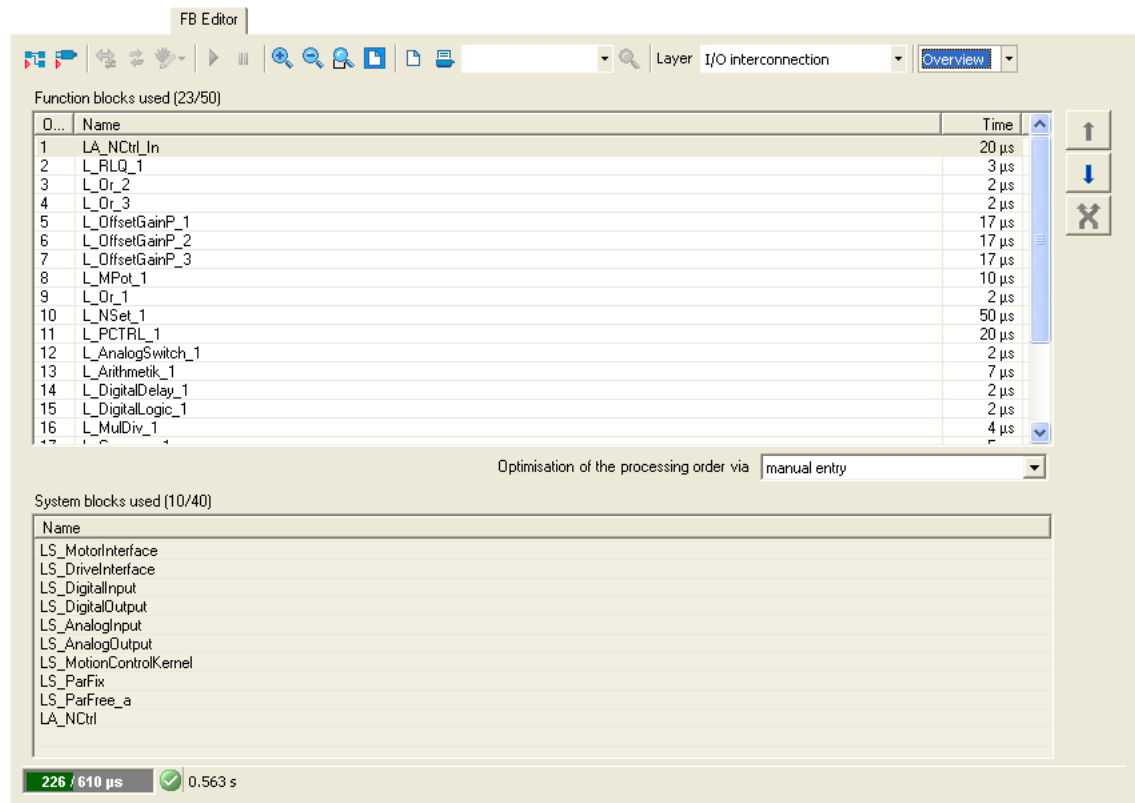 FB Editor
Layer I/O interconnection Overview
Function blocks used (23/50)
O... Name Time
1 LA_NCtrl_In 20 µs
2 L_RLQ_1 3 µs
3 L_Or_2 2 µs
4 L_Or_3 2 µs
5 L_OffsetGainP_1 17 µs
6 L_OffsetGainP_2 17 µs
7 L_OffsetGainP_3 17 µs
8 L_MPot_1 10 µs
9 L_Or_1 2 µs
10 L_NSet_1 50 µs
11 L_PCTRL_1 20 µs
12 L_AnalogSwitch_1 2 µs
13 L_Arithmetik_1 7 µs
14 L_DigitalDelay_1 2 µs
15 L_DigitalLogic_1 2 µs
16 L_MulDiv_1 4 µs
Optimisation of the processing order via manual entry
System blocks used (10/40)
Name
LS_MotorInterface
LS_DriveInterface
LS_DigitalInput
LS_DigitalOutput
LS_AnalogInput
LS_AnalogOutput
LS_MotionControlKernel
LS_ParFix
LS_ParFree_a
LA_NCtrl
226 / 610 µs 0.563 s